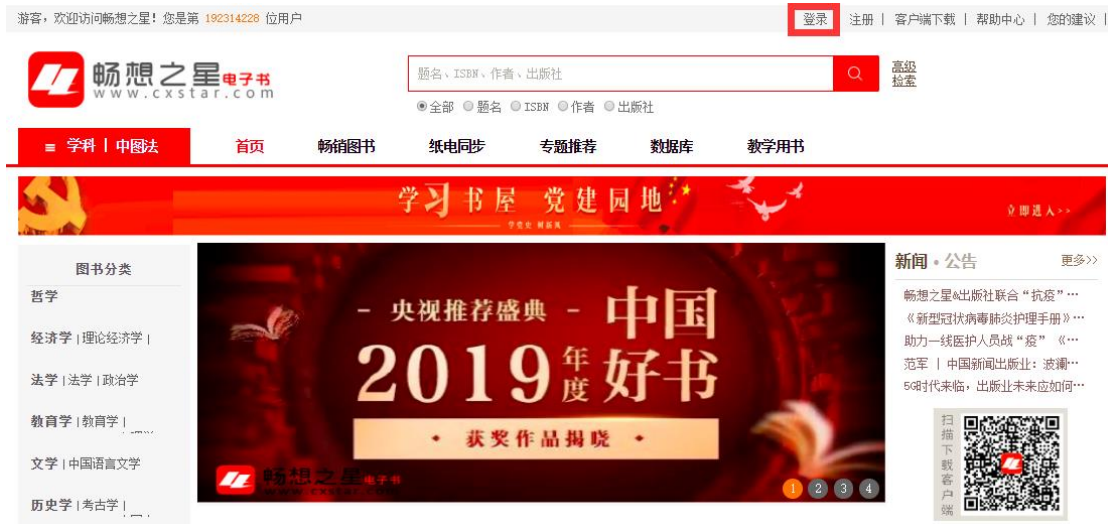 游客，欢迎访问畅想之星！您是第 192314228 位用户
登录 注册 | 客户端下载 | 帮助中心 | 您的建议 |
畅想之星电子书
www.cxstar.com
题名、ISBN、作者、出版社
高级检索
全部 题名 ISBN 作者 出版社
≡ 学科 | 中图法 首页 畅销图书 纸电同步 专题推荐 数据库 教学用书
学习书屋 党建园地
立即进入>>
图书分类
哲学
经济学 | 理论经济学 |
法学 | 法学 | 政治学
教育学 | 教育学 |
文学 | 中国语言文学
历史学 | 考古学 |
- 央视推荐盛典 - 中国
2019年度好书
• 获奖作品揭晓 •
畅想之星电子书
www.cxstar.com
1 2 3 4
新闻 • 公告 更多>>
畅想之星&出版社联合“抗疫”…
《新型冠状病毒肺炎护理手册》…
助力一线医护人员战“疫” 《…
范军 | 中国新闻出版业：波澜…
5G时代来临，出版业未来应如何…
扫描下载客户端